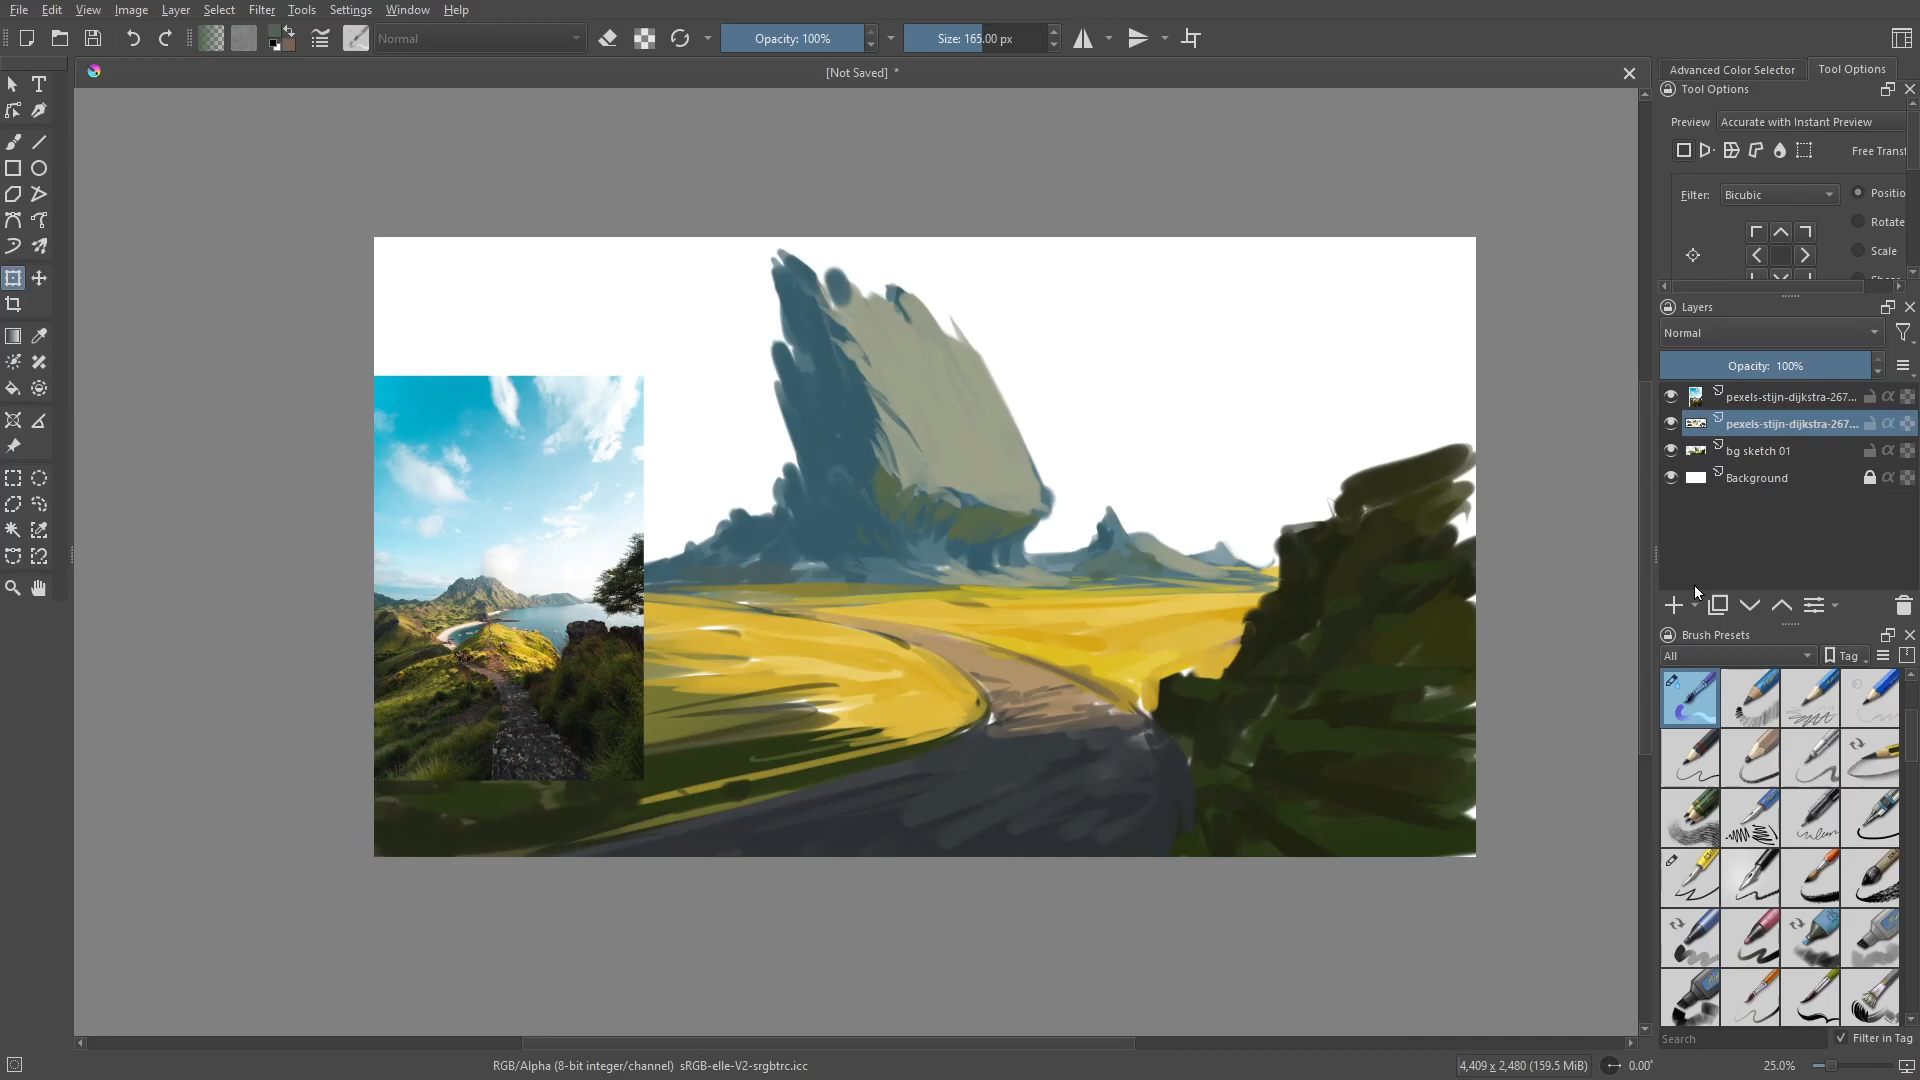 File Edit View Image Layer Select Filter Tools Settings Window Help
Normal
Opacity: 100%
Size: 165.00 px
[Not Saved] *
Advanced Color Selector
Tool Options
Tool Options
Preview Accurate with Instant Preview
Free Transf
Filter: Bicubic
Positio
Rotate
Scale
Layers
Normal
Opacity: 100%
pexels-stijn-dijkstra-267...
pexels-stijn-dijkstra-267...
bg sketch 01
Background
Brush Presets
All
Tag
Search
Filter in Tag
RGB/Alpha (8-bit integer/channel) sRGB-elle-V2-srgbtrc.icc
4,409 x 2,480 (159.5 MiB)
0.00°
25.0%